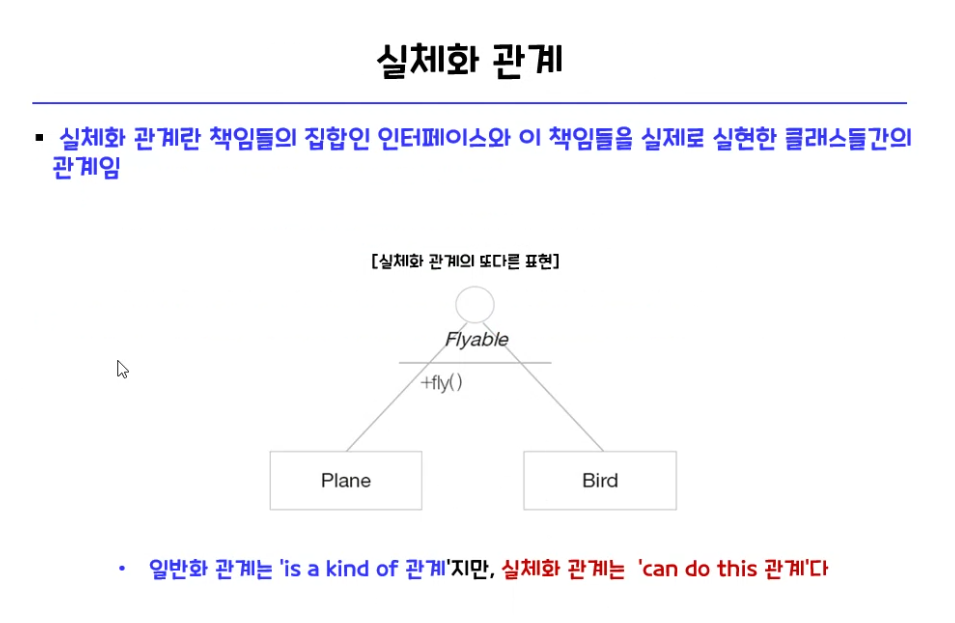 실체화 관계
▪ 실체화 관계란 책임들의 집합인 인터페이스와 이 책임들을 실제로 실현한 클래스들간의
관계임
[실체화 관계의 또다른 표현]
Flyable
+fly()
Plane
Bird
• 일반화 관계는 'is a kind of 관계'지만, 실체화 관계는 'can do this 관계'다